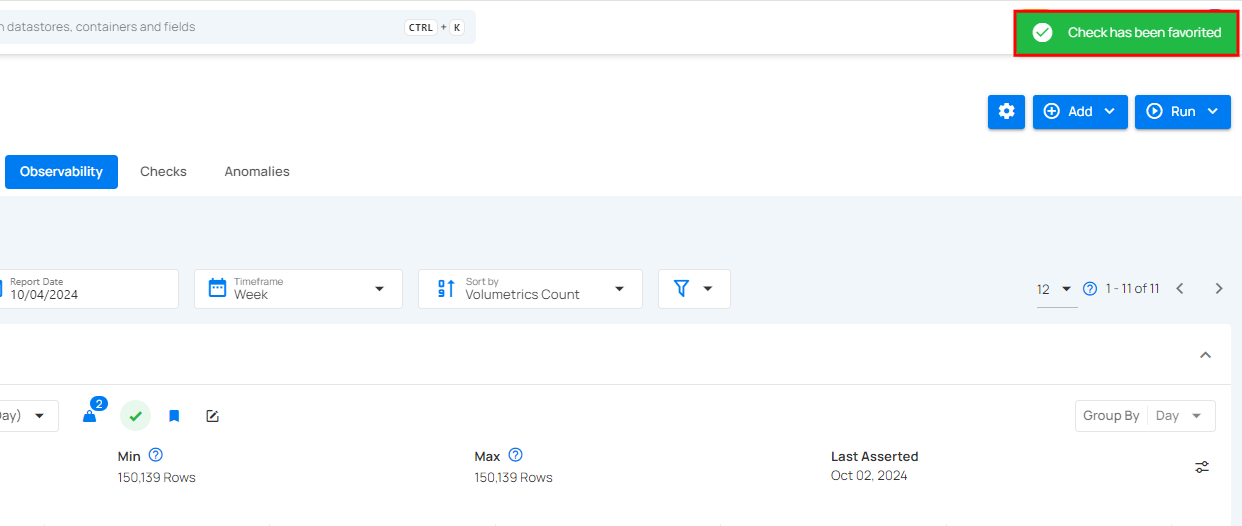 datastores, containers and fields
CTRL + K
Check has been favorited
Add
Run
Observability
Checks
Anomalies
Report Date
10/04/2024
Timeframe
Week
Sort by
Volumetrics Count
12
1 - 11 of 11
ay)
2
Group By
Day
Min
Max
Last Asserted
150,139 Rows
150,139 Rows
Oct 02, 2024